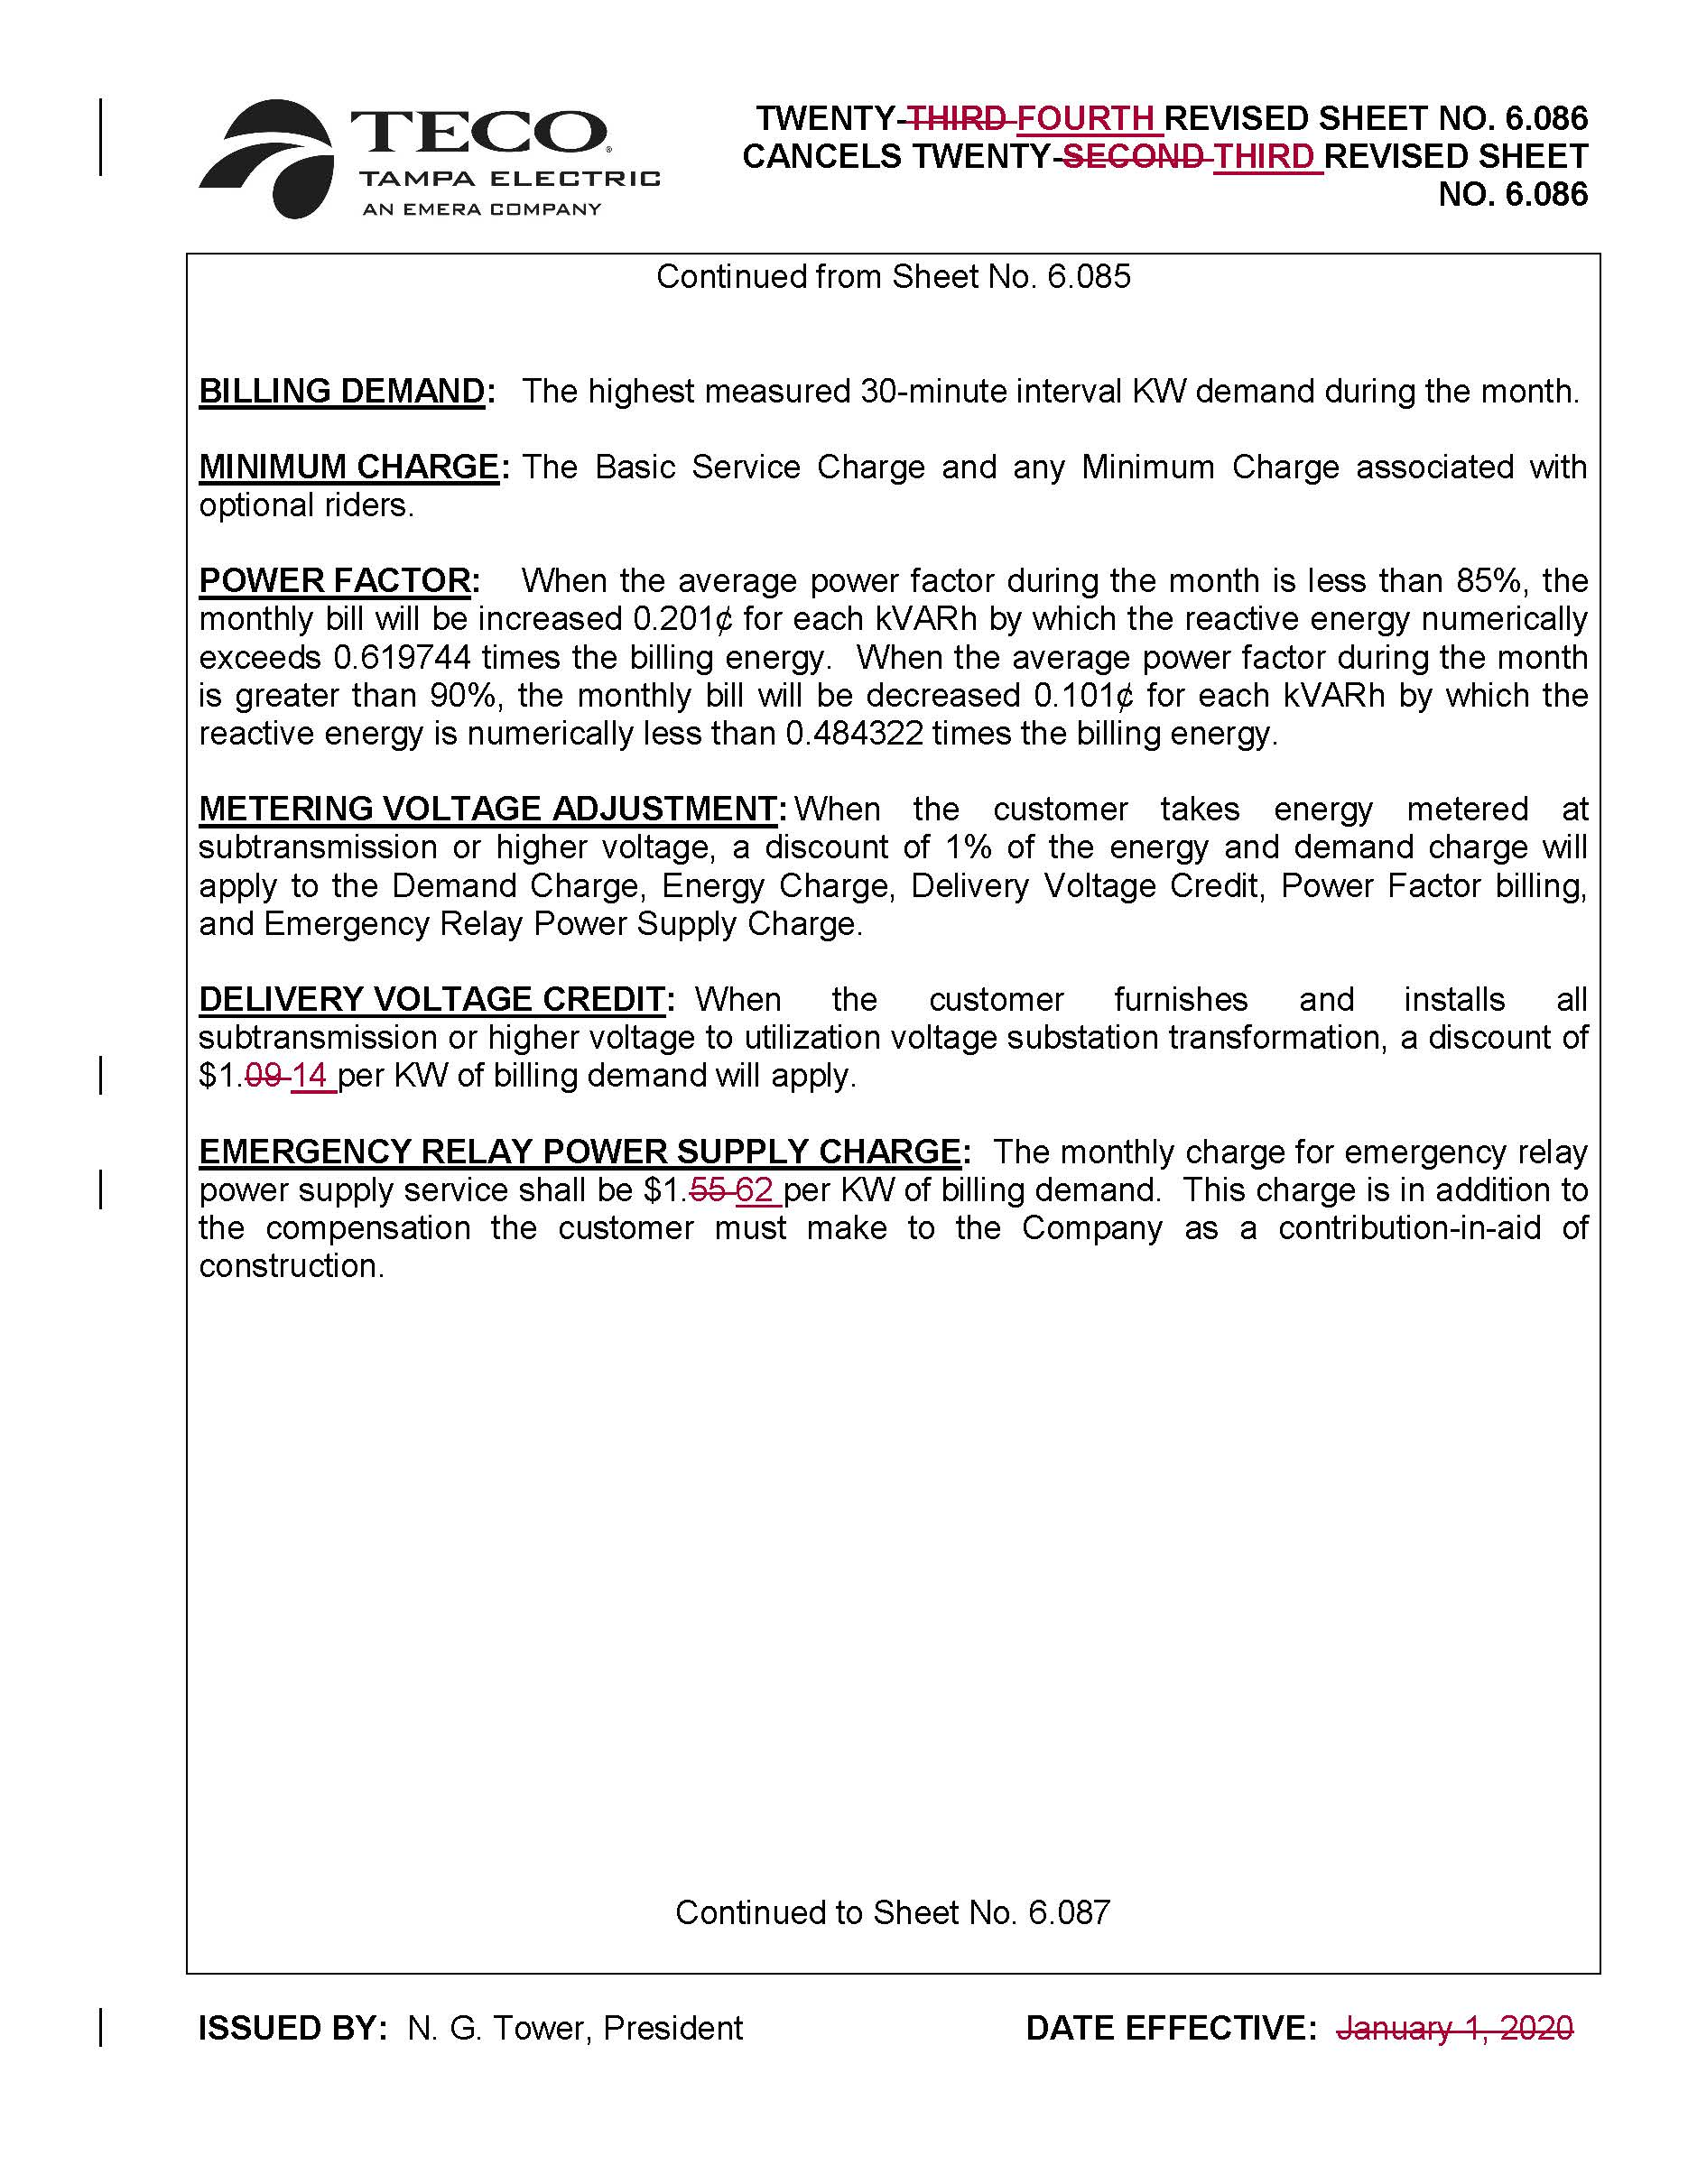 TECO®
TAMPA ELECTRIC
AN EMERA COMPANY
TWENTY-THIRD FOURTH REVISED SHEET NO. 6.086
CANCELS TWENTY-SECOND THIRD REVISED SHEET
NO. 6.086
Continued from Sheet No. 6.085
BILLING DEMAND: The highest measured 30-minute interval KW demand during the month.
MINIMUM CHARGE: The Basic Service Charge and any Minimum Charge associated with
optional riders.
POWER FACTOR: When the average power factor during the month is less than 85%, the
monthly bill will be increased 0.201¢ for each kVARh by which the reactive energy numerically
exceeds 0.619744 times the billing energy. When the average power factor during the month
is greater than 90%, the monthly bill will be decreased 0.101¢ for each kVARh by which the
reactive energy is numerically less than 0.484322 times the billing energy.
METERING VOLTAGE ADJUSTMENT: When the customer takes energy metered at
subtransmission or higher voltage, a discount of 1% of the energy and demand charge will
apply to the Demand Charge, Energy Charge, Delivery Voltage Credit, Power Factor billing,
and Emergency Relay Power Supply Charge.
DELIVERY VOLTAGE CREDIT: When the customer furnishes and installs all
subtransmission or higher voltage to utilization voltage substation transformation, a discount of
$1.09 14 per KW of billing demand will apply.
EMERGENCY RELAY POWER SUPPLY CHARGE: The monthly charge for emergency relay
power supply service shall be $1.55 62 per KW of billing demand. This charge is in addition to
the compensation the customer must make to the Company as a contribution-in-aid of
construction.
Continued to Sheet No. 6.087
ISSUED BY: N. G. Tower, President
DATE EFFECTIVE: January 1, 2020